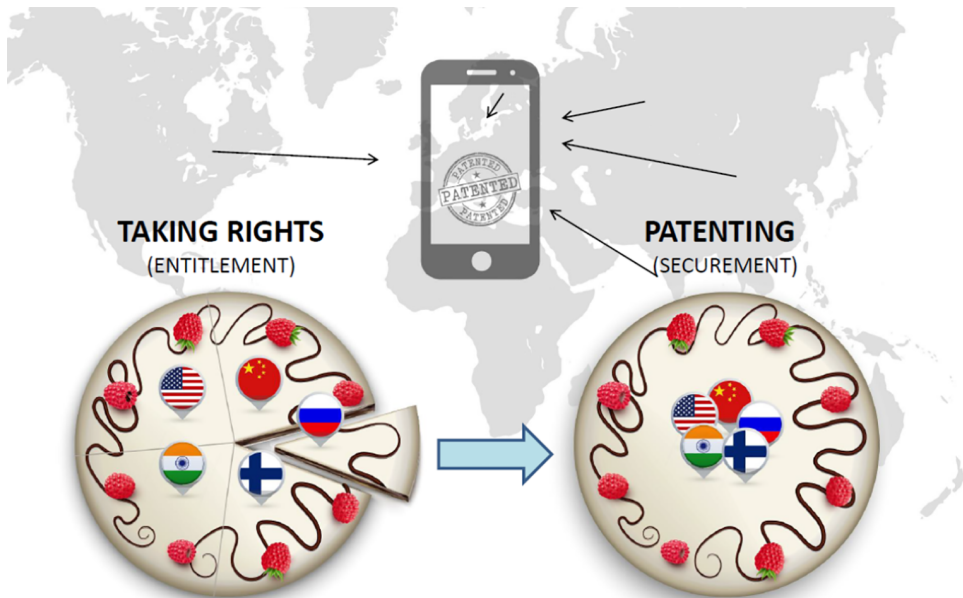 PATENTED
PATENTED
PATENTED
TAKING RIGHTS
(ENTITLEMENT)
PATENTING
(SECUREMENT)